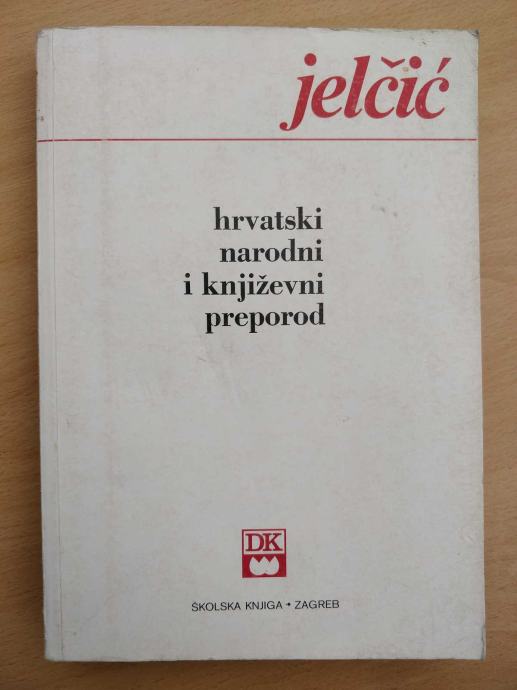 jelčić
hrvatski
narodni
i književni
preporod
DK
ŠKOLSKA KNJIGA • ZAGREB